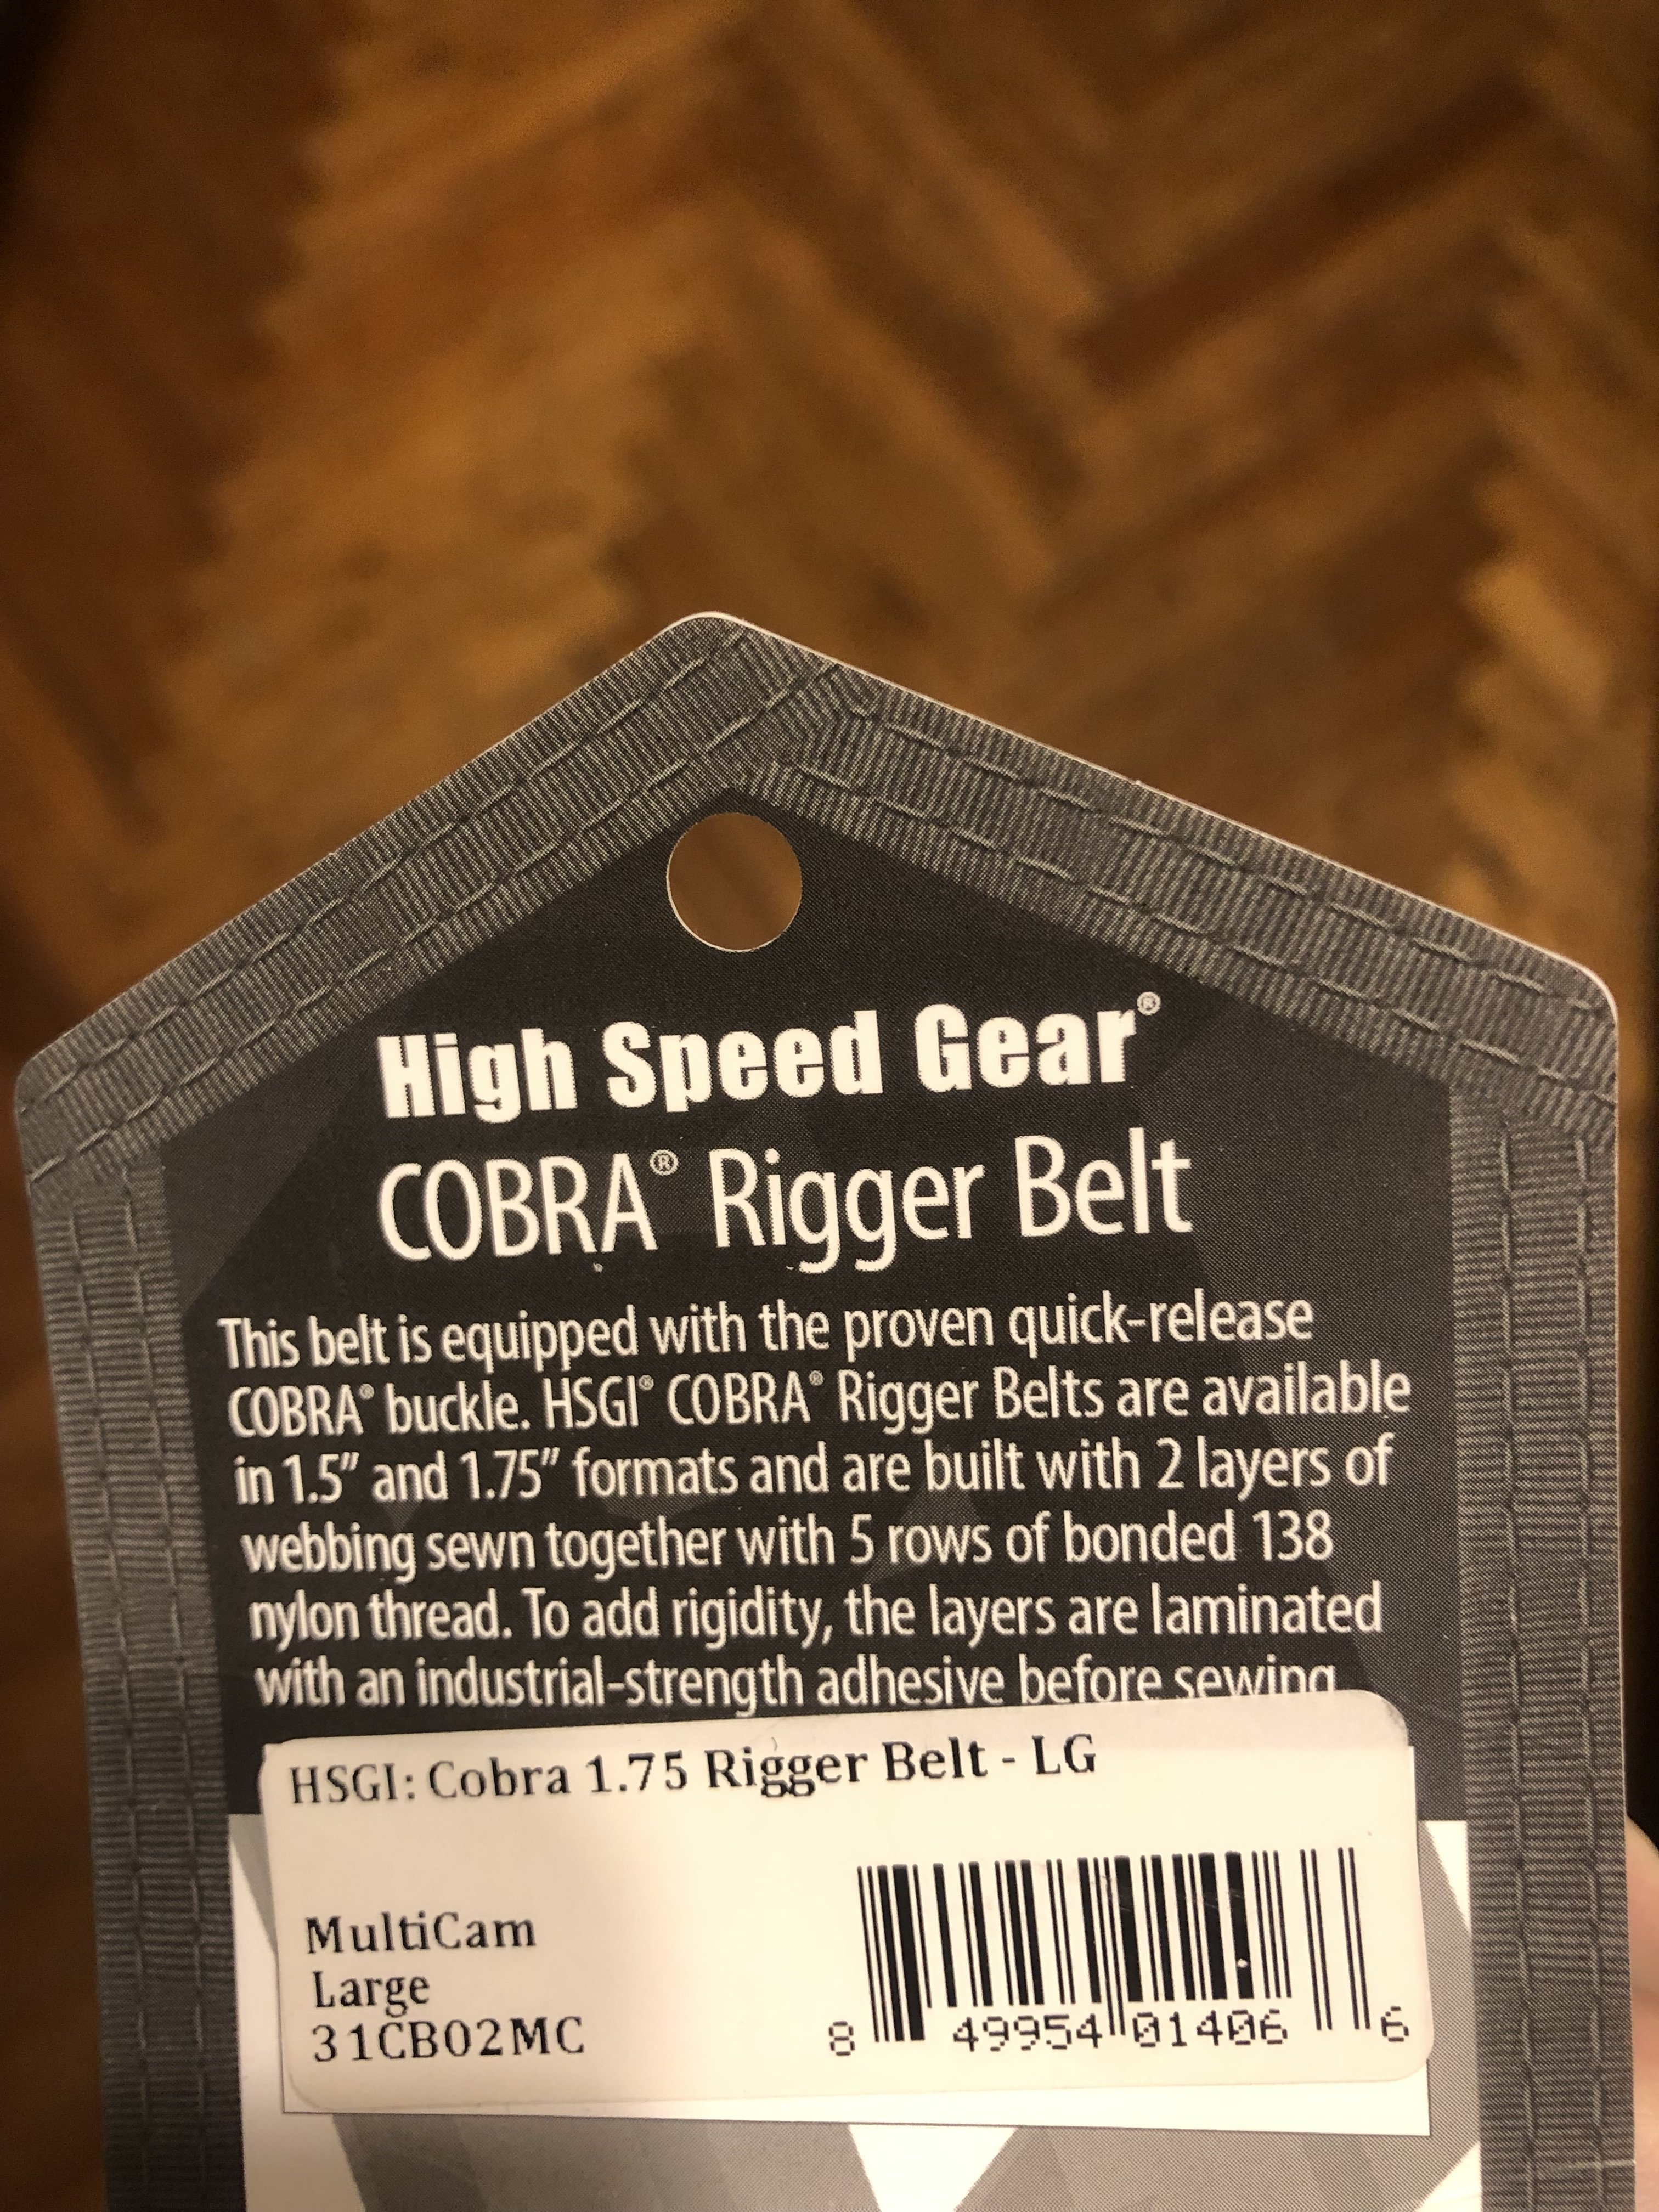 High Speed Gear®
COBRA® Rigger Belt
This belt is equipped with the proven quick-release
COBRA® buckle. HSGI® COBRA® Rigger Belts are available
in 1.5” and 1.75” formats and are built with 2 layers of
webbing sewn together with 5 rows of bonded 138
nylon thread. To add rigidity, the layers are laminated
with an industrial-strength adhesive before sewing
HSGI: Cobra 1.75 Rigger Belt - LG
MultiCam
Large
31CB02MC
8 49954 01406 6